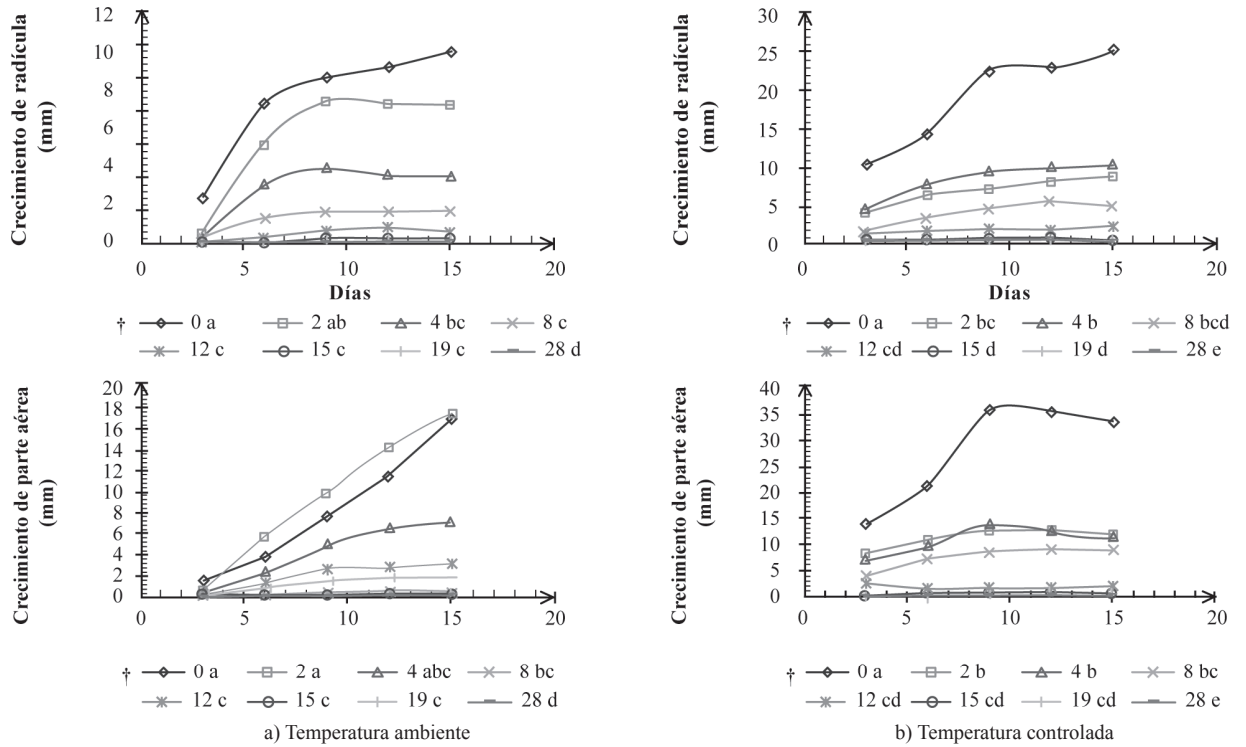 Crecimiento de radícula
(mm)
12
10
8
6
4
2
0
0 5 10 15 20
Días
† 0 a 2 ab 4 bc 8 c
12 c 15 c 19 c 28 d
Crecimiento de radícula
(mm)
30
25
20
15
10
5
0
0 5 10 15 20
† 0 a 2 bc 4 b 8 bcd
12 cd 15 d 19 d 28 e
Crecimiento de parte aérea
(mm)
20
18
16
14
12
10
8
6
4
2
0
0 5 10 15 20
† 0 a 2 a 4 abc 8 bc
12 c 15 c 19 c 28 d
a) Temperatura ambiente
Crecimiento de parte aérea
(mm)
40
35
30
25
20
15
10
5
0
0 5 10 15 20
† 0 a 2 b 4 b 8 bc
12 cd 15 cd 19 cd 28 e
b) Temperatura controlada